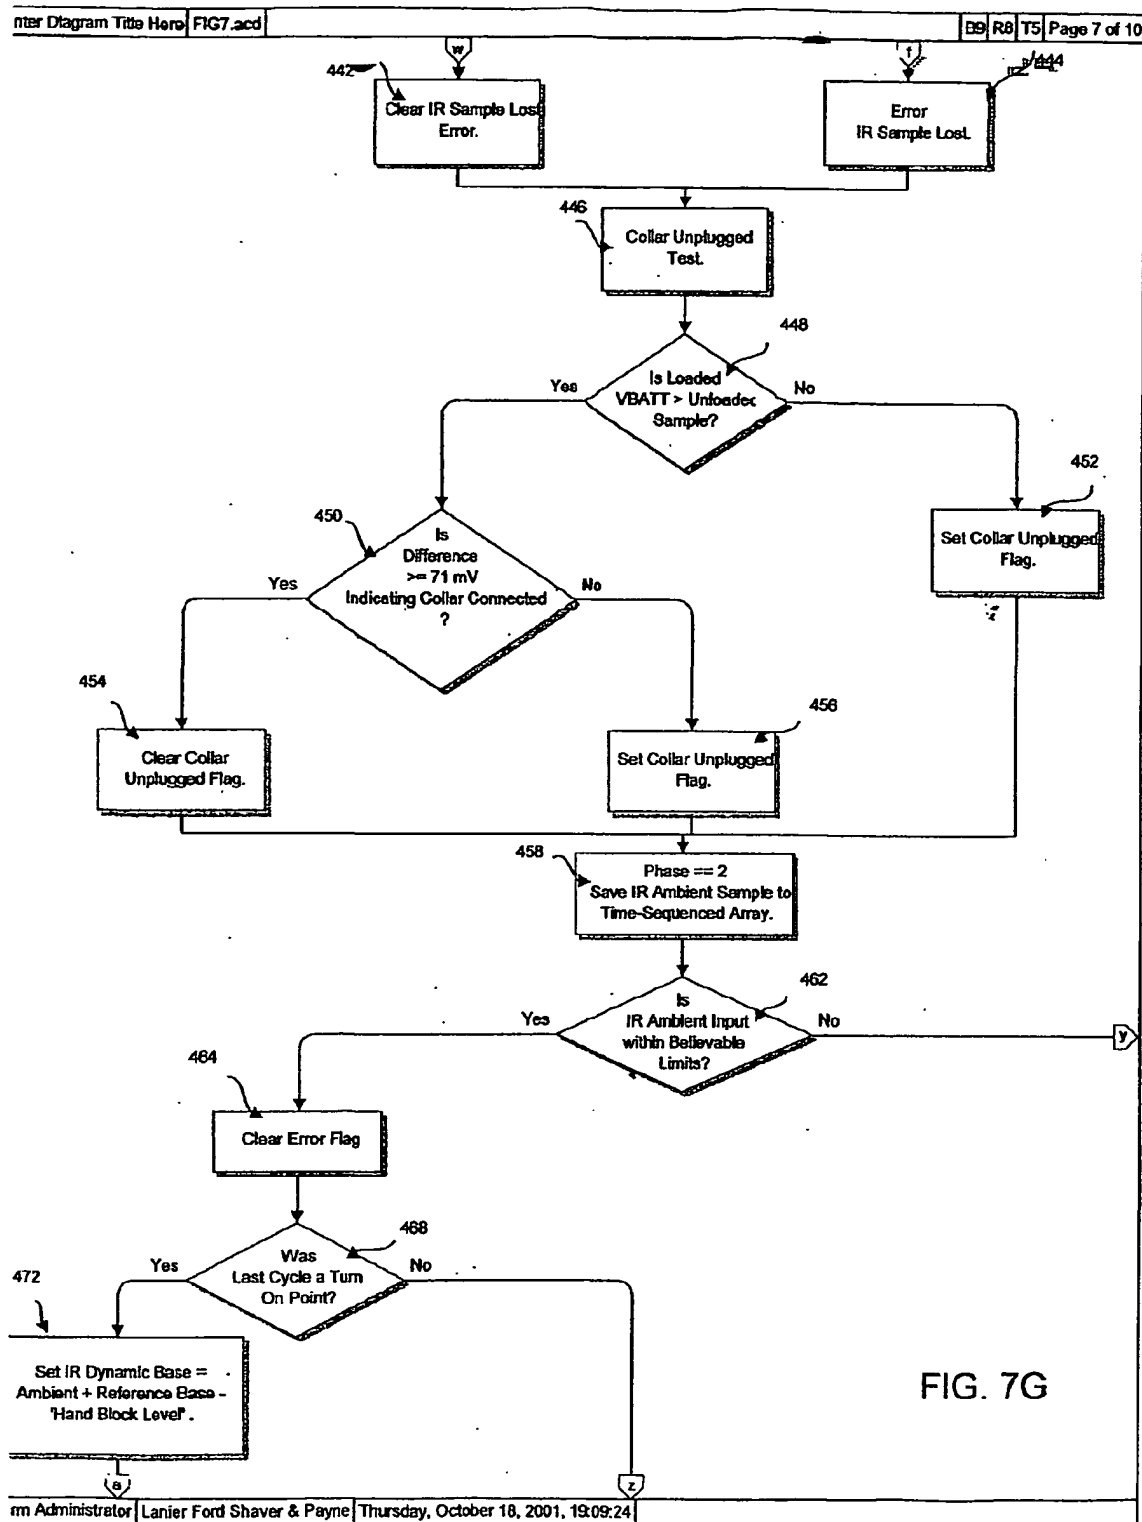 nter Diagram Title Here FIG7.acd B9 R8 T5 Page 7 of 10
w
442
Clear IR Sample Lost
Error.
444
Error
IR Sample Lost.
446
Collar Unplugged
Test.
448
Is Loaded
VBATT > Unloaded
Sample?
Yes
No
450
Is
Difference
>= 71 mV
Indicating Collar Connected
?
Yes
No
452
Set Collar Unplugged
Flag.
454
Clear Collar
Unplugged Flag.
456
Set Collar Unplugged
Flag.
458
Phase == 2
Save IR Ambient Sample to
Time-Sequenced Array.
462
Is
IR Ambient Input
within Believable
Limits?
Yes
No
y
464
Clear Error Flag
468
Was
Last Cycle a Turn
On Point?
Yes
No
472
Set IR Dynamic Base =
Ambient + Reference Base -
'Hand Block Level'.
FIG. 7G
a
z
rm Administrator Lanier Ford Shaver & Payne Thursday, October 18, 2001, 19:09:24